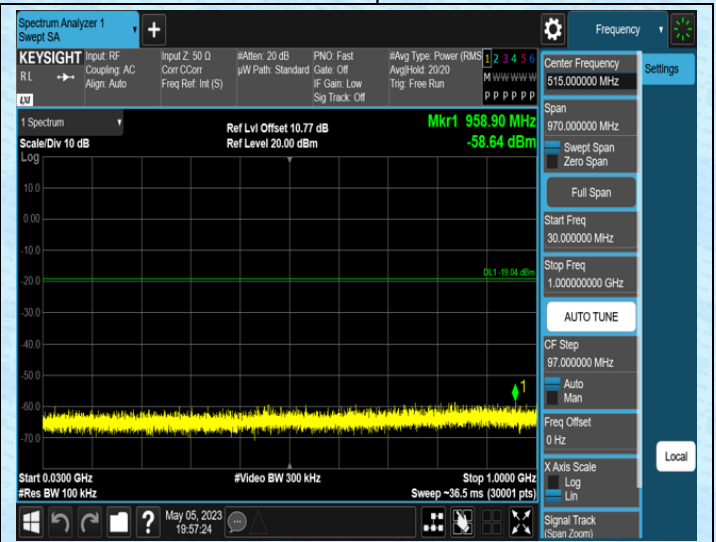 Spectrum Analyzer 1
Swept SA
+
Frequency
KEYSIGHT
RL
LXI
Input: RF
Coupling: AC
Align: Auto
Input Z: 50 Ω
Corr CCorr
Freq Ref: Int (S)
#Atten: 20 dB
µW Path: Standard
PNO: Fast
Gate: Off
IF Gain: Low
Sig Track: Off
#Avg Type: Power (RMS
Avg|Hold: 20/20
Trig: Free Run
1 2 3 4 5 6
M W W W W W
P P P P P P
1 Spectrum
Scale/Div 10 dB
Log
Ref Lvl Offset 10.77 dB
Ref Level 20.00 dBm
Mkr1 958.90 MHz
-58.64 dBm
10.0
0.00
-10.0
-20.0
-30.0
-40.0
-50.0
-60.0
-70.0
DL1 -19.04 dBm
1
Start 0.0300 GHz
#Res BW 100 kHz
#Video BW 300 kHz
Stop 1.0000 GHz
Sweep ~36.5 ms (30001 pts)
?
May 05, 2023
19:57:24
Center Frequency
515.000000 MHz
Span
970.000000 MHz
Swept Span
Zero Span
Full Span
Start Freq
30.000000 MHz
Stop Freq
1.000000000 GHz
AUTO TUNE
CF Step
97.000000 MHz
Auto
Man
Freq Offset
0 Hz
X Axis Scale
Log
Lin
Signal Track
(Span Zoom)
Settings
Local